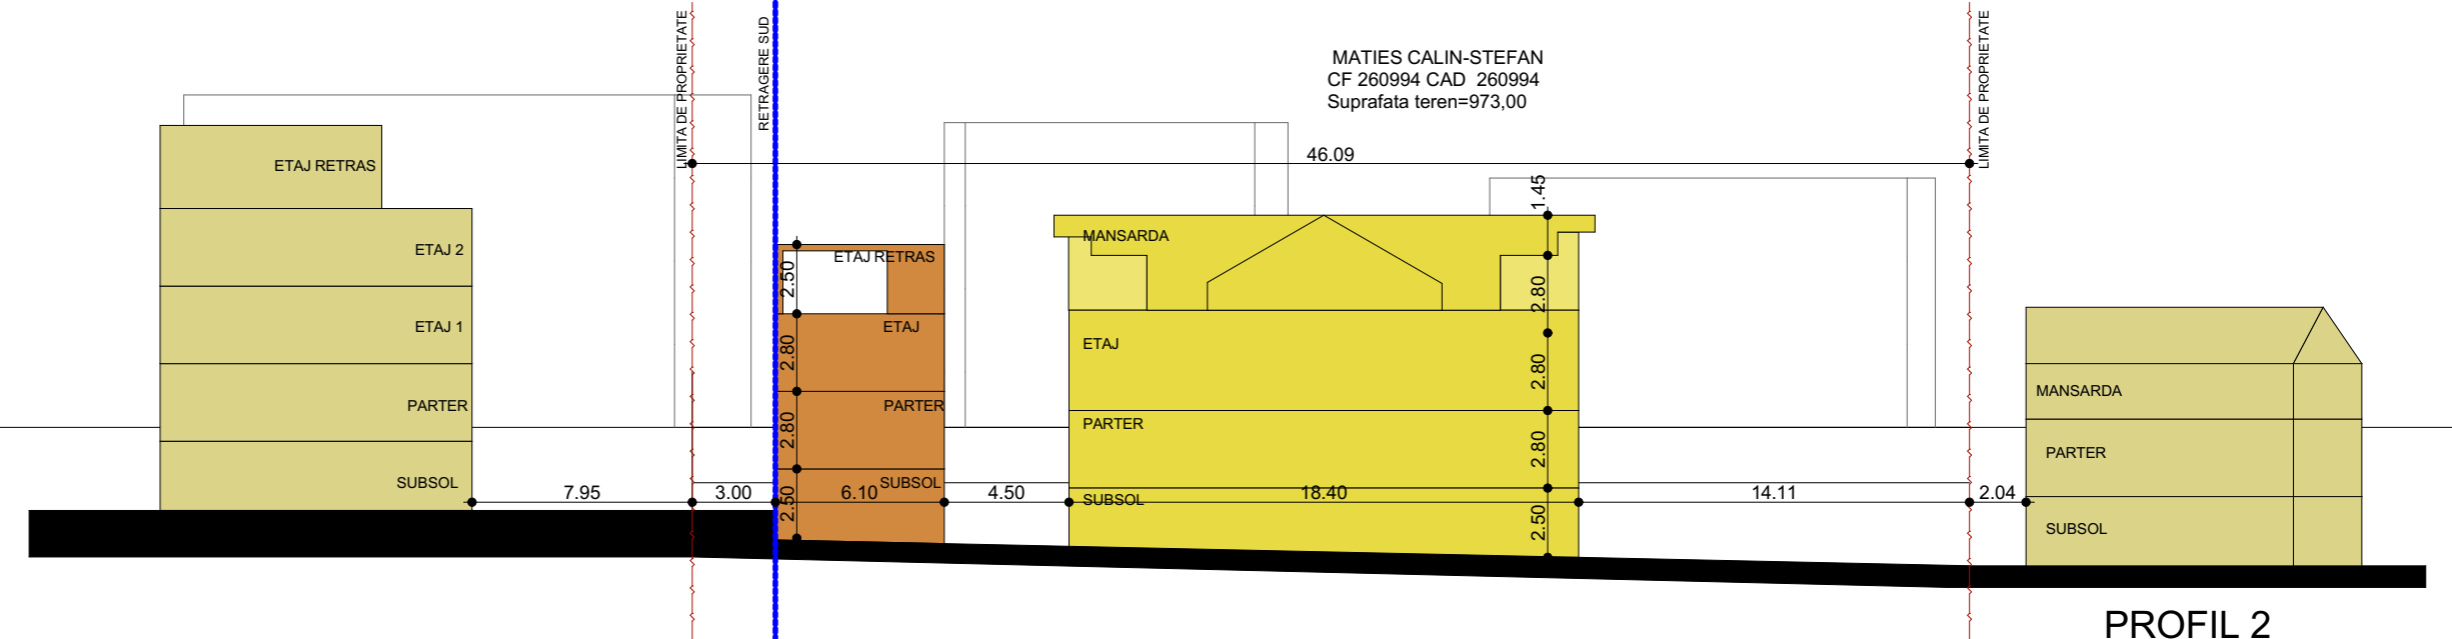 LIMITA DE PROPRIETATE
RETRAGERE SUD
MATIES CALIN-STEFAN
CF 260994 CAD 260994
Suprafata teren=973,00
LIMITA DE PROPRIETATE
46.09
ETAJ RETRAS
ETAJ 2
ETAJ 1
PARTER
SUBSOL
7.95
3.00
ETAJ RETRAS
ETAJ
PARTER
SUBSOL
2.50
2.80
2.80
2.50
6.10
4.50
MANSARDA
ETAJ
PARTER
SUBSOL
18.40
1.45
2.80
2.80
2.80
2.50
14.11
2.04
MANSARDA
PARTER
SUBSOL
PROFIL 2